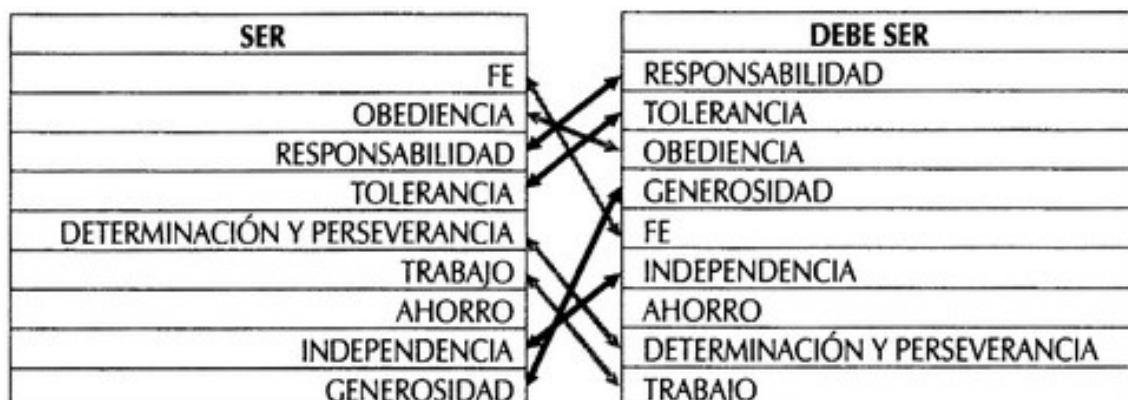 SER
FE
OBEDIENCIA
RESPONSABILIDAD
TOLERANCIA
DETERMINACIÓN Y PERSEVERANCIA
TRABAJO
AHORRO
INDEPENDENCIA
GENEROSIDAD
DEBE SER
RESPONSABILIDAD
TOLERANCIA
OBEDIENCIA
GENEROSIDAD
FE
INDEPENDENCIA
AHORRO
DETERMINACIÓN Y PERSEVERANCIA
TRABAJO